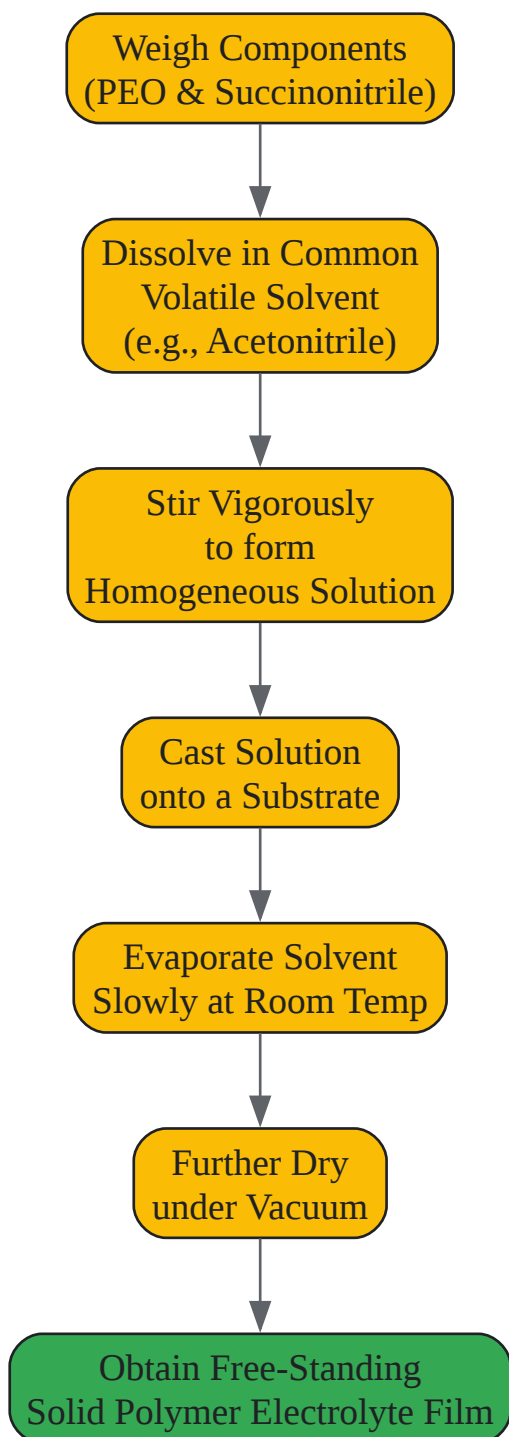 Weigh Components
(PEO & Succinonitrile)
Dissolve in Common
Volatile Solvent
(e.g., Acetonitrile)
Stir Vigorously
to form
Homogeneous Solution
Cast Solution
onto a Substrate
Evaporate Solvent
Slowly at Room Temp
Further Dry
under Vacuum
Obtain Free-Standing
Solid Polymer Electrolyte Film